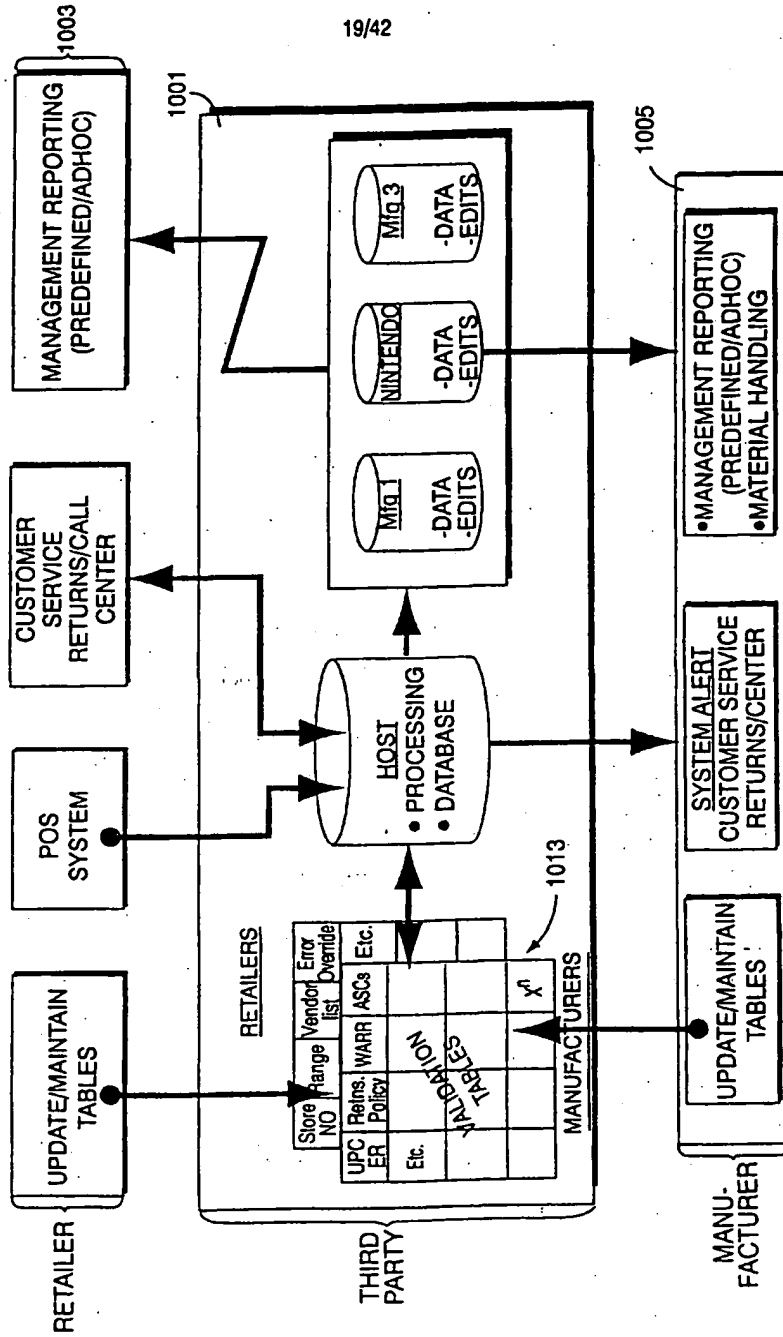 19/42
RETAILER
UPDATE/MAINTAIN
TABLES
POS
SYSTEM
CUSTOMER
SERVICE
RETURNS/CALL
CENTER
MANAGEMENT REPORTING
(PREDEFINED/ADHOC)
1003
1001
THIRD
PARTY
RETAILERS
Store
NO
Range
Vendor
list
Error
Override
UPC
ER
Retns.
Policy
WARR
ASCs
Etc.
Etc.
VALIDATION
TABLES
Xⁿ
MANUFACTURERS
1013
HOST
• PROCESSING
• DATABASE
Mfg 1
-DATA
-EDITS
NINTENDO
-DATA
-EDITS
Mfg 3
-DATA
-EDITS
MANU-
FACTURER
UPDATE/MAINTAIN
TABLES
SYSTEM ALERT
CUSTOMER SERVICE
RETURNS/CENTER
•MANAGEMENT REPORTING
(PREDEFINED/ADHOC)
•MATERIAL HANDLING
1005